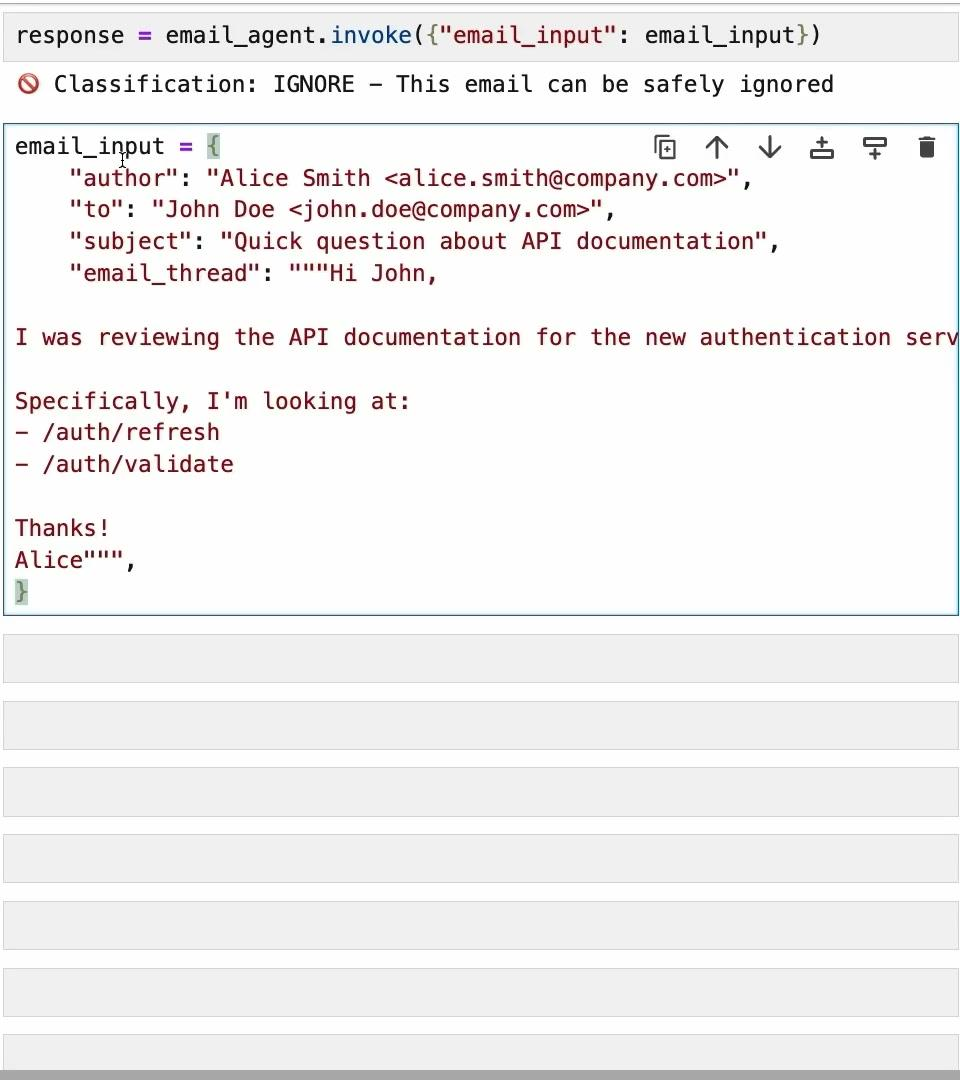 response = email_agent.invoke({"email_input": email_input})
🚫 Classification: IGNORE – This email can be safely ignored
email_input = {
    "author": "Alice Smith <alice.smith@company.com>",
    "to": "John Doe <john.doe@company.com>",
    "subject": "Quick question about API documentation",
    "email_thread": """Hi John,
I was reviewing the API documentation for the new authentication serv
Specifically, I'm looking at:
- /auth/refresh
- /auth/validate
Thanks!
Alice""",
}